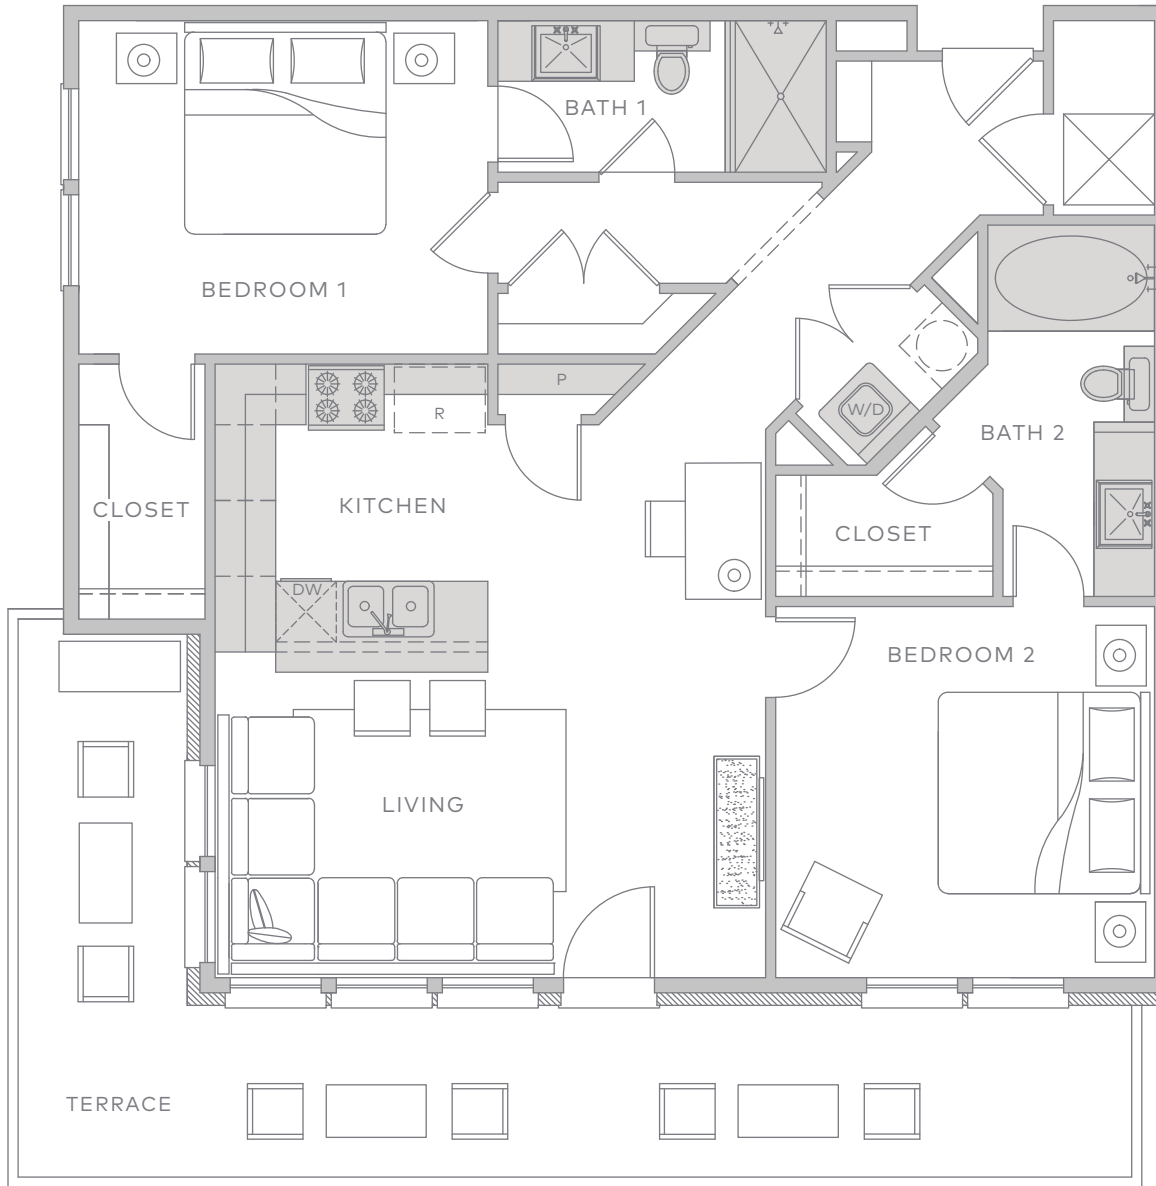 BATH 1
BEDROOM 1
P
R
W/D
BATH 2
CLOSET
KITCHEN
CLOSET
DW
BEDROOM 2
LIVING
TERRACE